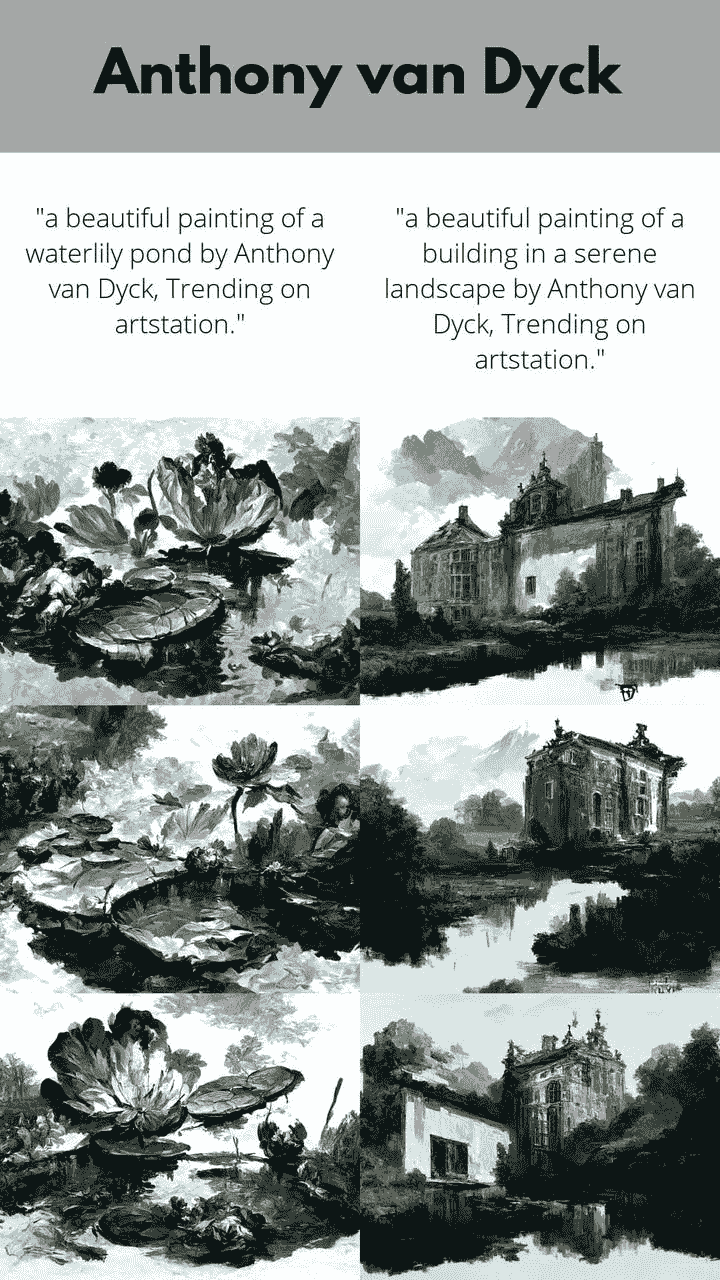 Anthony van Dyck
"a beautiful painting of a
waterlily pond by Anthony
van Dyck, Trending on
artstation."
"a beautiful painting of a
building in a serene
landscape by Anthony van
Dyck, Trending on
artstation."